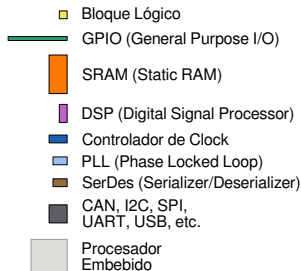 Bloque Lógico
GPIO (General Purpose I/O)
SRAM (Static RAM)
DSP (Digital Signal Processor)
Controlador de Clock
PLL (Phase Locked Loop)
SerDes (Serializer/Deserializer)
CAN, I2C, SPI,
UART, USB, etc.
Procesador
Embebido